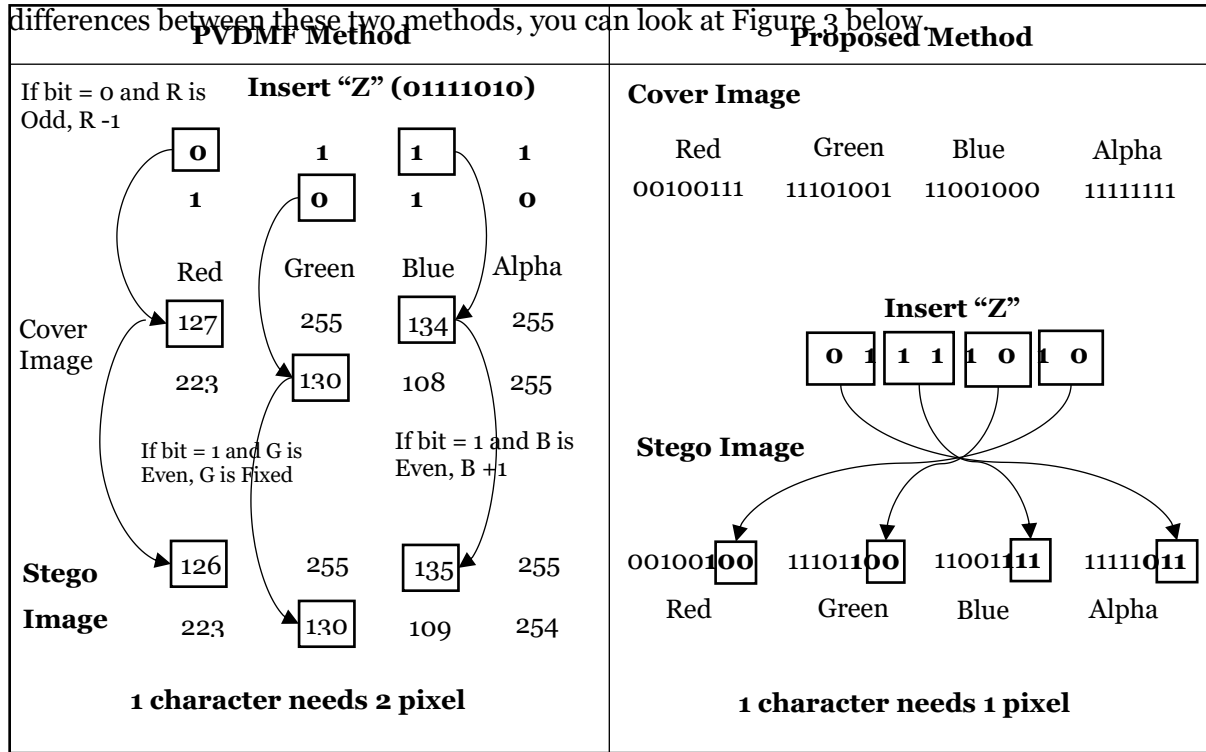 differences between these two methods, you can look at Figure 3 below.
PVDMF Method
If bit = 0 and R is
Odd, R -1
Insert “Z” (01111010)
0 1 1 1
1 0 1 0
Red Green Blue Alpha
Cover
Image
127 255 134 255
223 130 108 255
If bit = 1 and G is
Even, G is Fixed
If bit = 1 and B is
Even, B +1
Stego
Image
126 255 135 255
223 130 109 254
1 character needs 2 pixel
Proposed Method
Cover Image
Red Green Blue Alpha
00100111 11101001 11001000 11111111
Insert “Z”
0 1 1 1 1 0 1 0
Stego Image
00100100 11101100 11001111 11111011
Red Green Blue Alpha
1 character needs 1 pixel